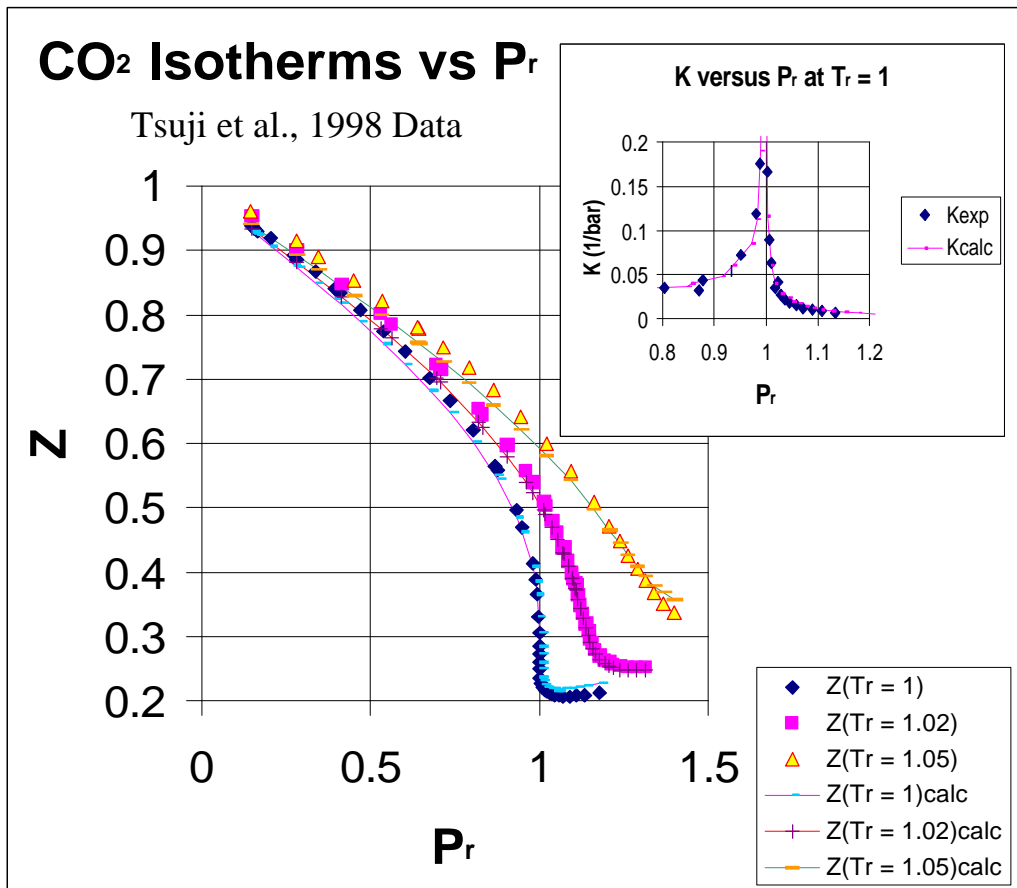 CO2 Isotherms vs Pr
Tsuji et al., 1998 Data
K versus Pr at Tr = 1
0.2
0.15
0.1
0.05
0
K (1/bar)
0.8 0.9 1 1.1 1.2
Pr
Kexp
Kcalc
1
0.9
0.8
0.7
0.6
0.5
0.4
0.3
0.2
Z
0 0.5 1 1.5
Pr
Z(Tr = 1)
Z(Tr = 1.02)
Z(Tr = 1.05)
Z(Tr = 1)calc
Z(Tr = 1.02)calc
Z(Tr = 1.05)calc